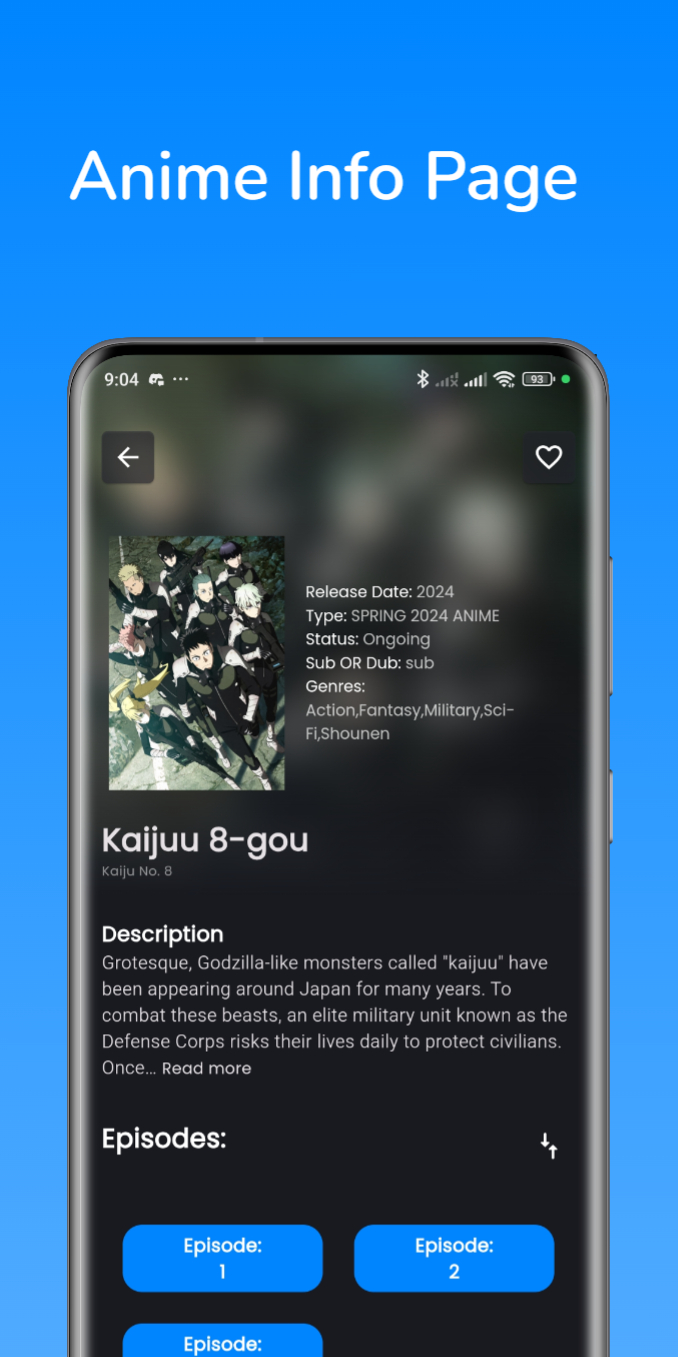 Anime Info Page
9:04 ...
93
Release Date: 2024
Type: SPRING 2024 ANIME
Status: Ongoing
Sub OR Dub: sub
Genres:
Action,Fantasy,Military,Sci-
Fi,Shounen
Kaijuu 8-gou
Kaiju No. 8
Description
Grotesque, Godzilla-like monsters called "kaijuu" have
been appearing around Japan for many years. To
combat these beasts, an elite military unit known as the
Defense Corps risks their lives daily to protect civilians.
Once... Read more
Episodes:
Episode:
1
Episode:
2
Episode: